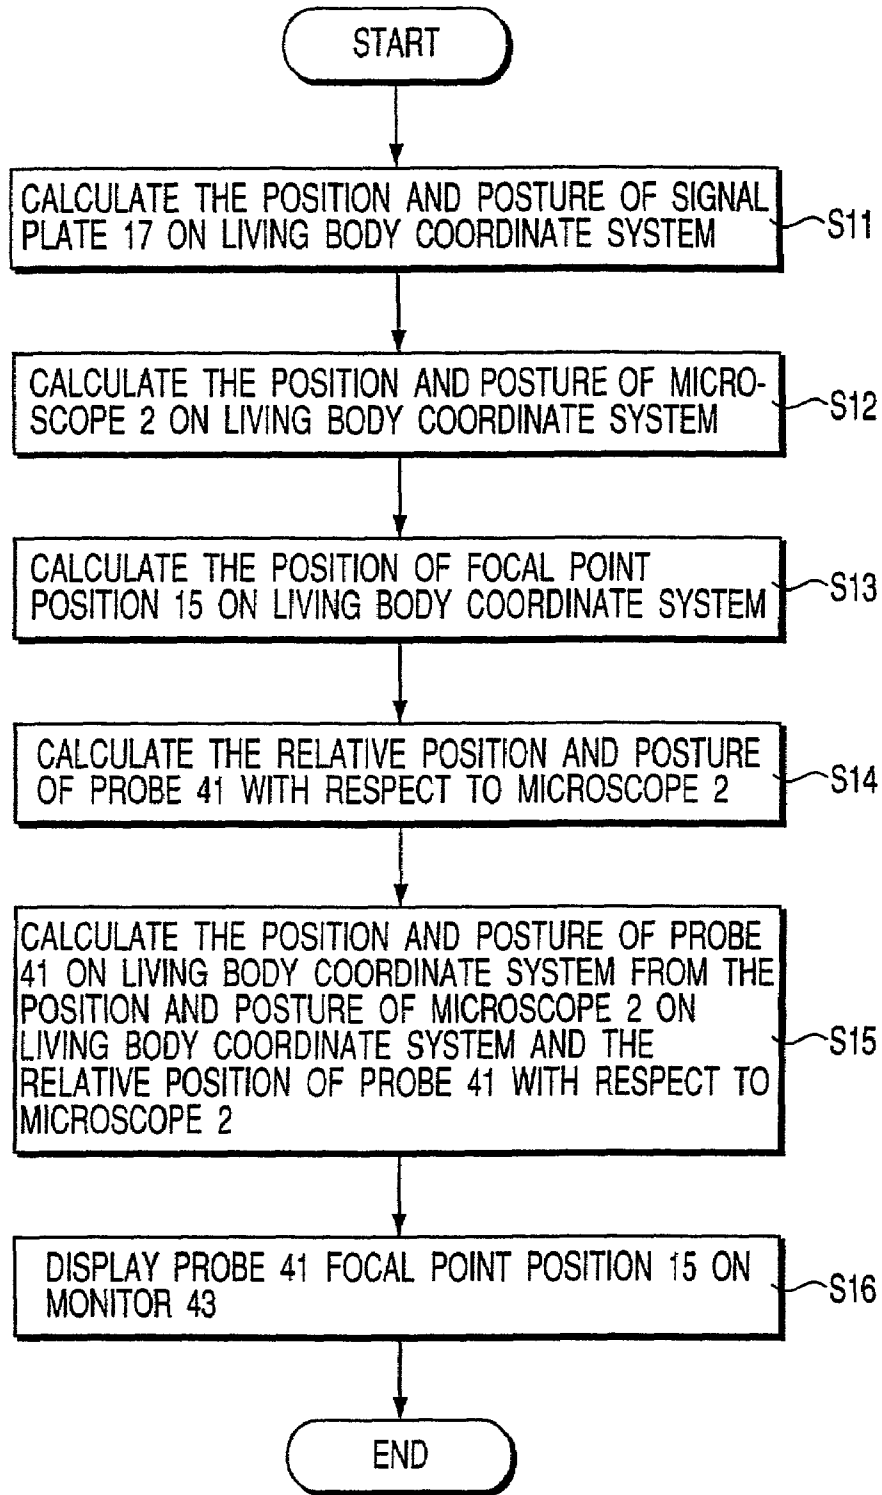 START
CALCULATE THE POSITION AND POSTURE OF SIGNAL
PLATE 17 ON LIVING BODY COORDINATE SYSTEM
S11
CALCULATE THE POSITION AND POSTURE OF MICRO-
SCOPE 2 ON LIVING BODY COORDINATE SYSTEM
S12
CALCULATE THE POSITION OF FOCAL POINT
POSITION 15 ON LIVING BODY COORDINATE SYSTEM
S13
CALCULATE THE RELATIVE POSITION AND POSTURE
OF PROBE 41 WITH RESPECT TO MICROSCOPE 2
S14
CALCULATE THE POSITION AND POSTURE OF PROBE
41 ON LIVING BODY COORDINATE SYSTEM FROM THE
POSITION AND POSTURE OF MICROSCOPE 2 ON
LIVING BODY COORDINATE SYSTEM AND THE
RELATIVE POSITION OF PROBE 41 WITH RESPECT TO
MICROSCOPE 2
S15
DISPLAY PROBE 41 FOCAL POINT POSITION 15 ON
MONITOR 43
S16
END